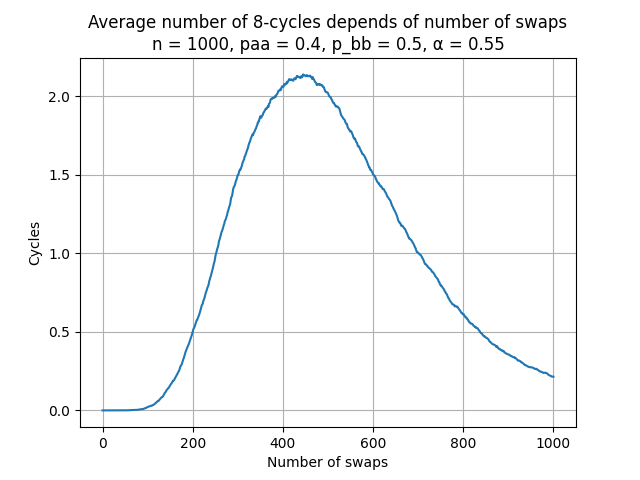 Average number of 8-cycles depends of number of swaps
n = 1000, paa = 0.4, p_bb = 0.5, α = 0.55
2.0
1.5
1.0
0.5
0.0
Cycles
0 200 400 600 800 1000
Number of swaps